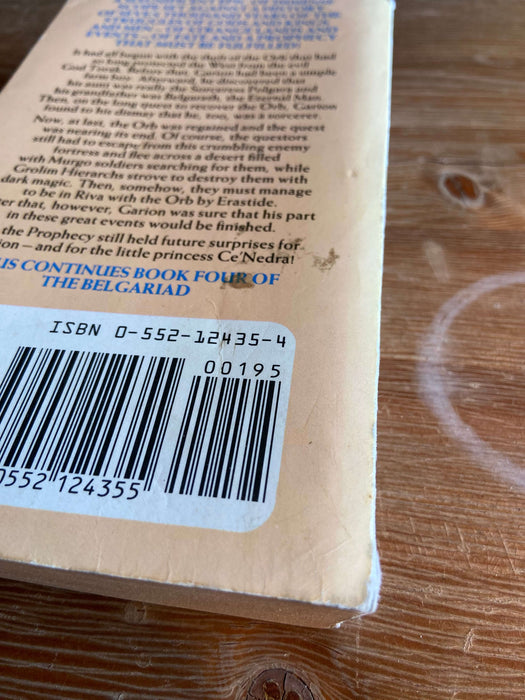 THAT MUST BE FULFILLED!
It had all begun with the theft of the Orb that had
so long protected the West from the evil
God Torak. Before that, Garion had been a simple
farm boy. Afterward, he discovered that
his aunt was really the Sorceress Polgara and
his grandfather was Belgarath, the Eternal Man.
Then, on the long quest to recover the Orb, Garion
found to his dismay that he, too, was a sorcerer.
Now, at last, the Orb was regained and the quest
was nearing its end. Of course, the questors
still had to escape from this crumbling enemy
fortress and flee across a desert filled
with Murgo soldiers searching for them, while
Grolim Hierarchs strove to destroy them with
dark magic. Then, somehow, they must manage
to be in Riva with the Orb by Erastide.
er that, however, Garion was sure that his part
in these great events would be finished.
the Prophecy still held future surprises for
ion – and for the little princess Ce'Nedra!
US CONTINUES BOOK FOUR OF
THE BELGARIAD
ISBN 0-552-12435-4
00195
0552 124355